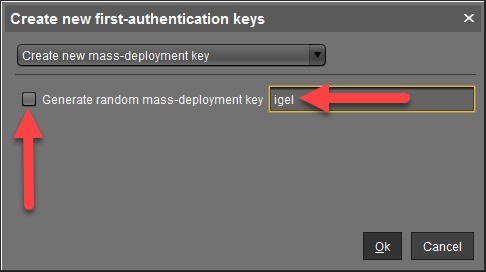 Create new first-authentication keys
Create new mass-deployment key
Generate random mass-deployment key igel
Ok Cancel